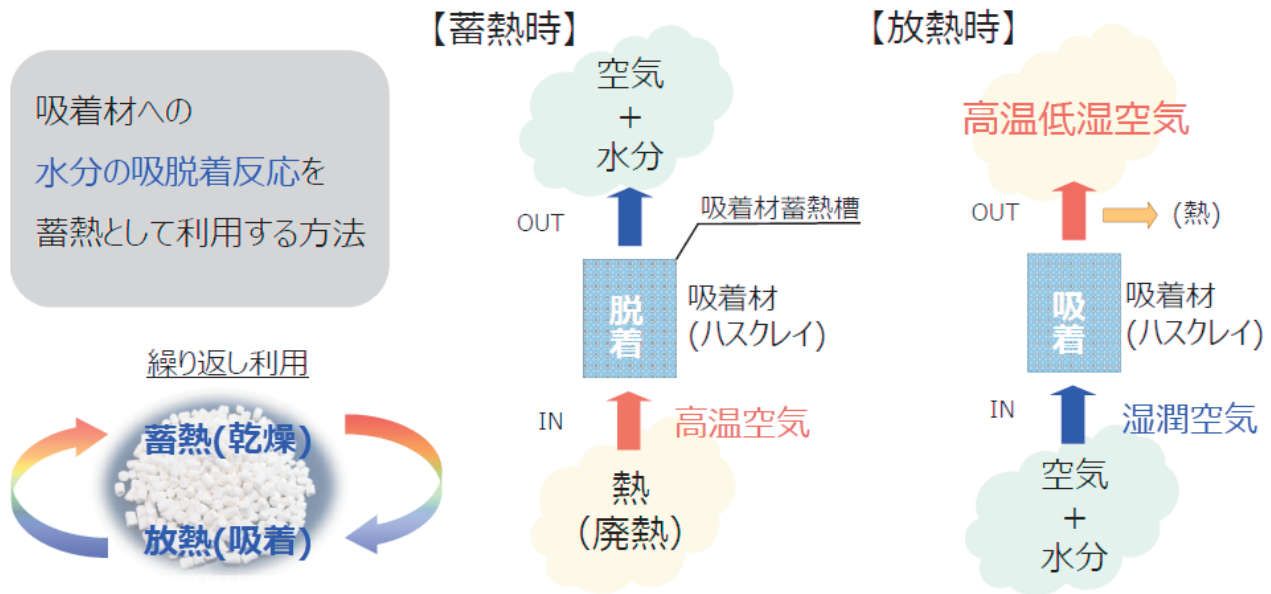 吸着材への
水分の吸脱着反応を
蓄熱として利用する方法
繰り返し利用
蓄熱(乾燥)
放熱(吸着)
【蓄熱時】
空気
+
水分
OUT
吸着材蓄熱槽
脱着
吸着材
(ハスクレイ)
IN
高温空気
熱
(廃熱)
【放熱時】
高温低湿空気
OUT
(熱)
吸着
吸着材
(ハスクレイ)
IN
湿潤空気
空気
+
水分